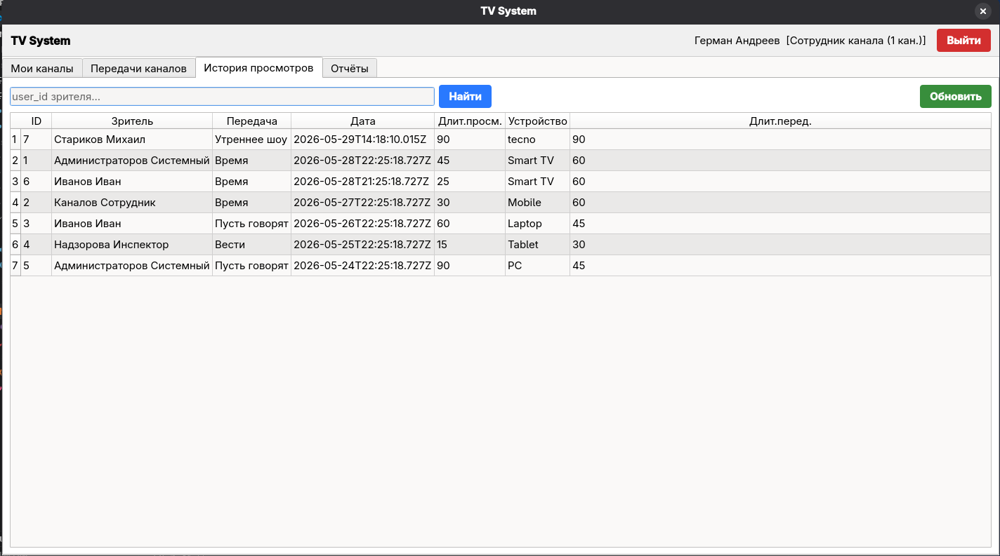 TV System
TV System Герман Андреев [Сотрудник канала (1 кан.)] Выйти
Мои каналы Передачи каналов История просмотров Отчёты
user_id зрителя... Найти Обновить
ID Зритель Передача Дата Длит.просм. Устройство Длит.перед.
1 7 Стариков Михаил Утреннее шоу 2026-05-29T14:18:10.015Z 90 tecno 90
2 1 Администраторов Системный Время 2026-05-28T22:25:18.727Z 45 Smart TV 60
3 6 Иванов Иван Время 2026-05-28T21:25:18.727Z 25 Smart TV 60
4 2 Каналов Сотрудник Время 2026-05-27T22:25:18.727Z 30 Mobile 60
5 3 Иванов Иван Пусть говорят 2026-05-26T22:25:18.727Z 60 Laptop 45
6 4 Надзорова Инспектор Вести 2026-05-25T22:25:18.727Z 15 Tablet 30
7 5 Администраторов Системный Пусть говорят 2026-05-24T22:25:18.727Z 90 PC 45